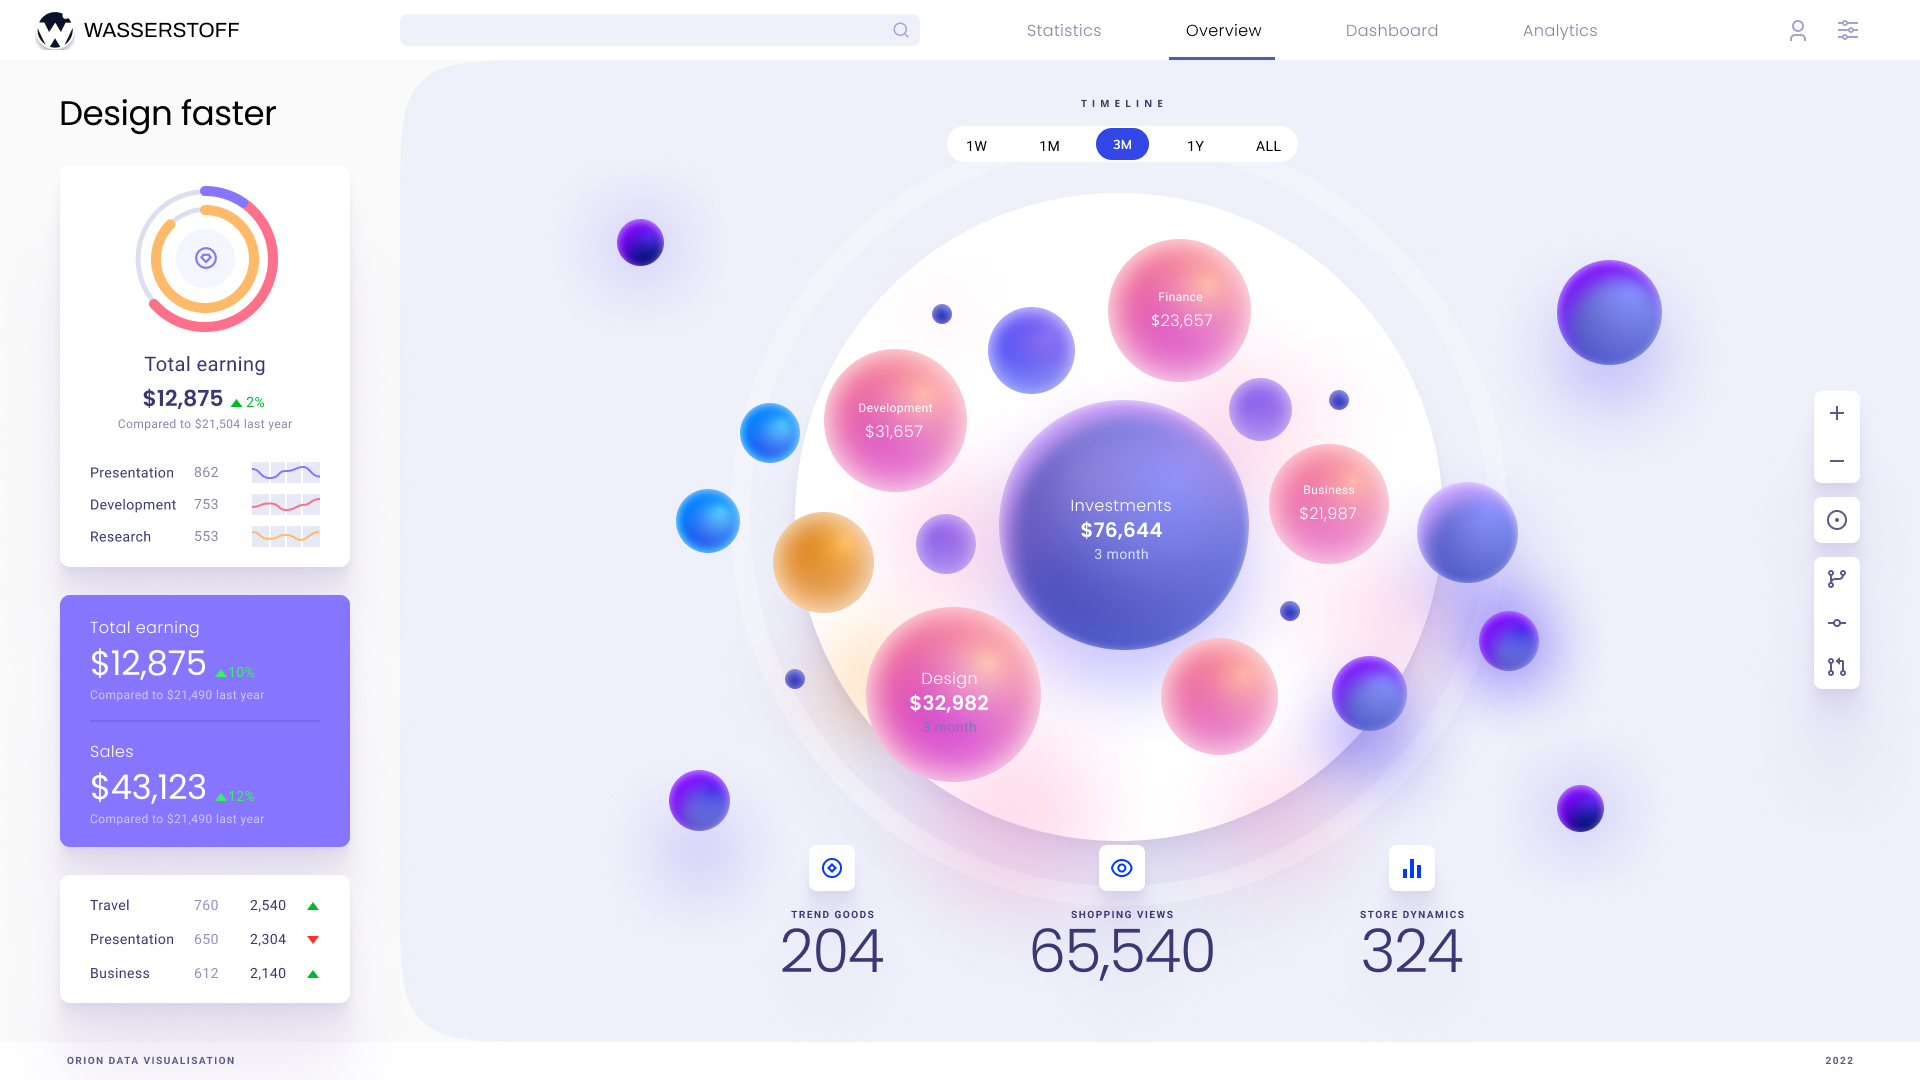 WASSERSTOFF
Statistics
Overview
Dashboard
Analytics
Design faster
Total earning
$12,875 2%
Compared to $21,504 last year
Presentation 862
Development 753
Research 553
Total earning
$12,875 10%
Compared to $21,490 last year
Sales
$43,123 12%
Compared to $21,490 last year
Travel 760 2,540
Presentation 650 2,304
Business 612 2,140
TIMELINE
1W 1M 3M 1Y ALL
Finance
$23,657
Development
$31,657
Business
$21,987
Investments
$76,644
3 month
Design
$32,982
3 month
TREND GOODS
204
SHOPPING VIEWS
65,540
STORE DYNAMICS
324
ORION DATA VISUALISATION
2022